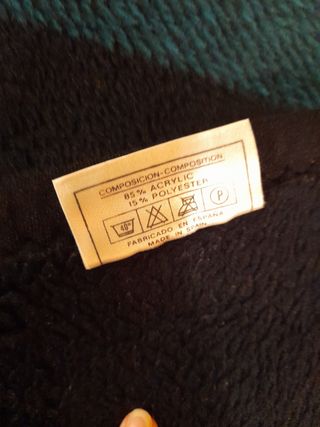 COMPOSICION-COMPOSITION
85% ACRYLIC
15% POLYESTER
40° P
FABRICADO EN ESPAÑA
MADE IN SPAIN